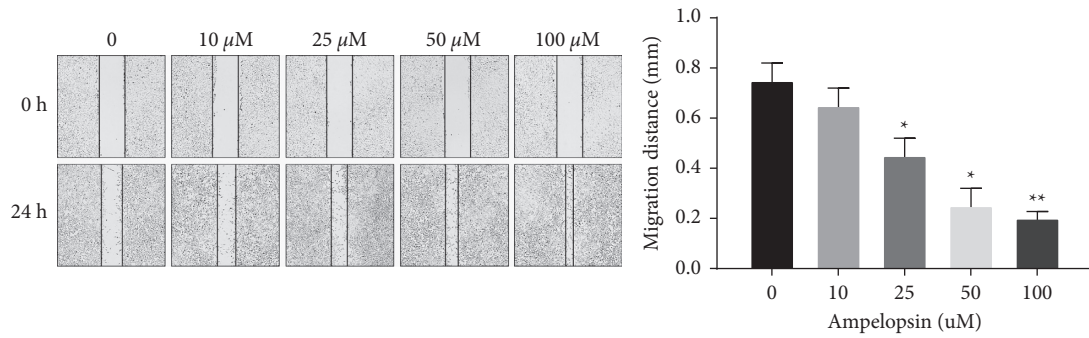 0 10 μM 25 μM 50 μM 100 μM
0 h
24 h
Migration distance (mm)
1.0
0.8
0.6
0.4
0.2
0.0
*
*
**
0 10 25 50 100
Ampelopsin (uM)